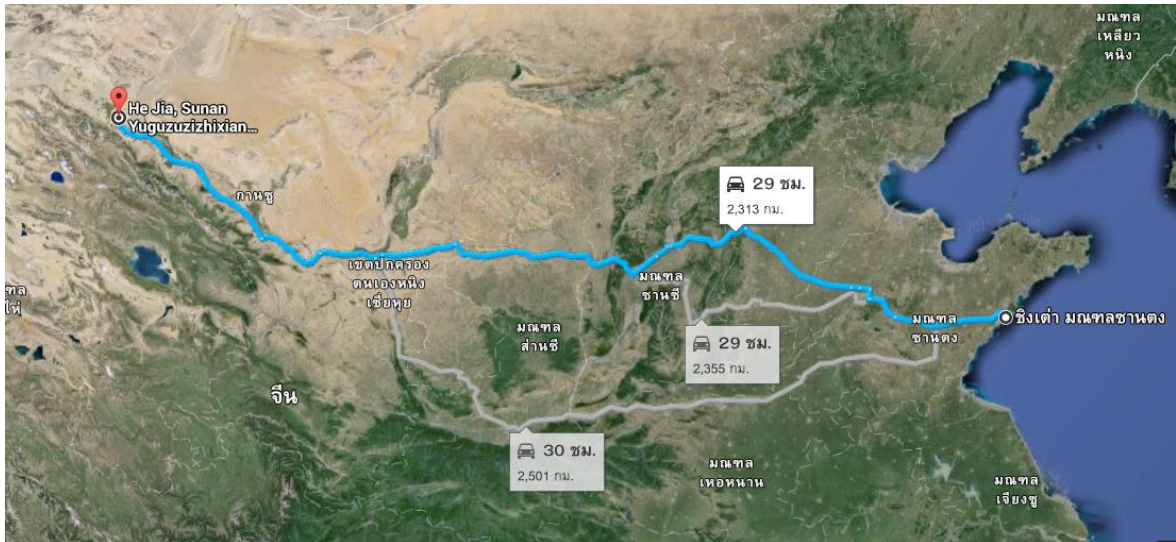 มณฑล
เหลียว
หนิง
He Jia, Sunan
Yuguzuzizhixian...
กานซู
29 ชม.
2,313 กม.
เขตปกครอง
ตนเองหนิง
เซี่ยหุย
มณฑล
ซานซี
มณฑล
ส่านซี
29 ชม.
2,355 กม.
มณฑล
ซานตง
ชิงเต่า มณฑลซานตง
จีน
30 ชม.
2,501 กม.
มณฑล
เหอหนาน
มณฑล
เจียงซู